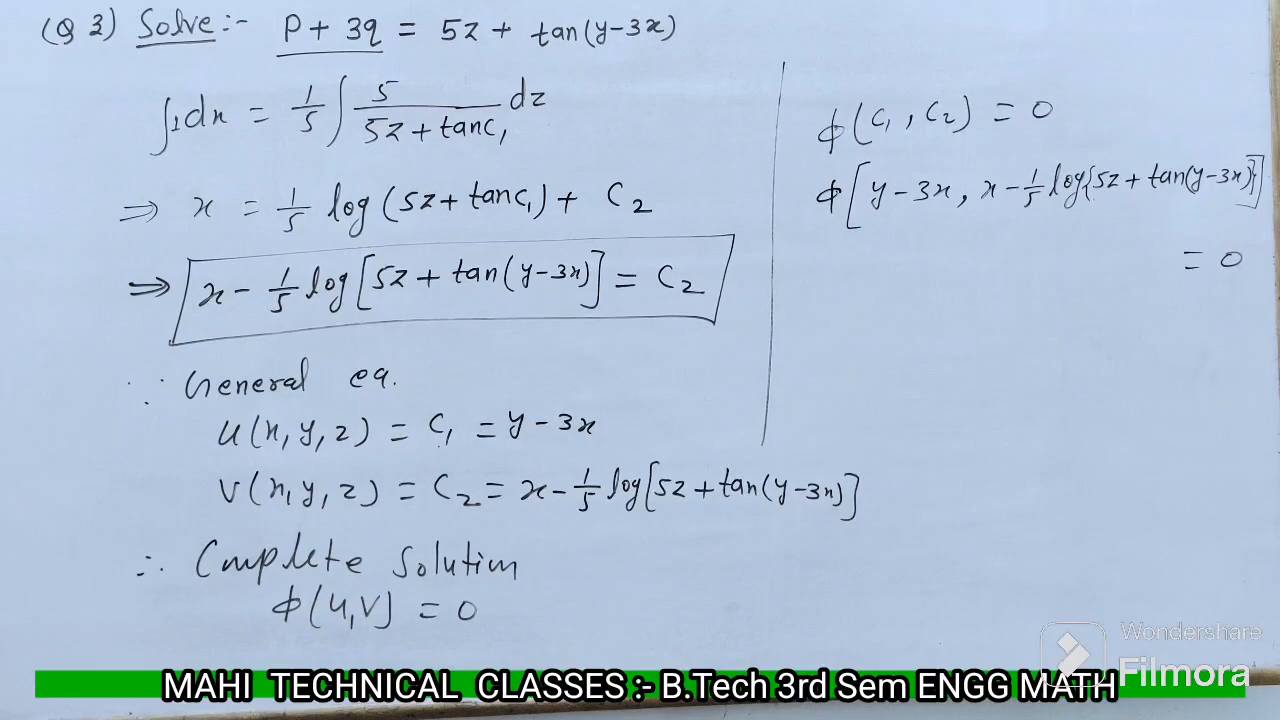 (Q 3) Solve :- p + 3q = 5z + tan(y-3x)
∫1dx = 1/5 ∫ 5/(5z + tanc₁) dz
⇒ x = 1/5 log(5z + tanc₁) + C₂
⇒ x - 1/5 log[5z + tan(y-3x)] = C₂
∵ General eq.
u(x, y, z) = C₁ = y - 3x
v(x, y, z) = C₂ = x - 1/5 log[5z + tan(y-3x)]
∴ Complete Solution
ϕ(u, v) = 0
ϕ(C₁, C₂) = 0
ϕ[y - 3x, x - 1/5 log{5z + tan(y-3x)}]
= 0
Wondershare
Filmora
MAHI TECHNICAL CLASSES :- B.Tech 3rd Sem ENGG MATH